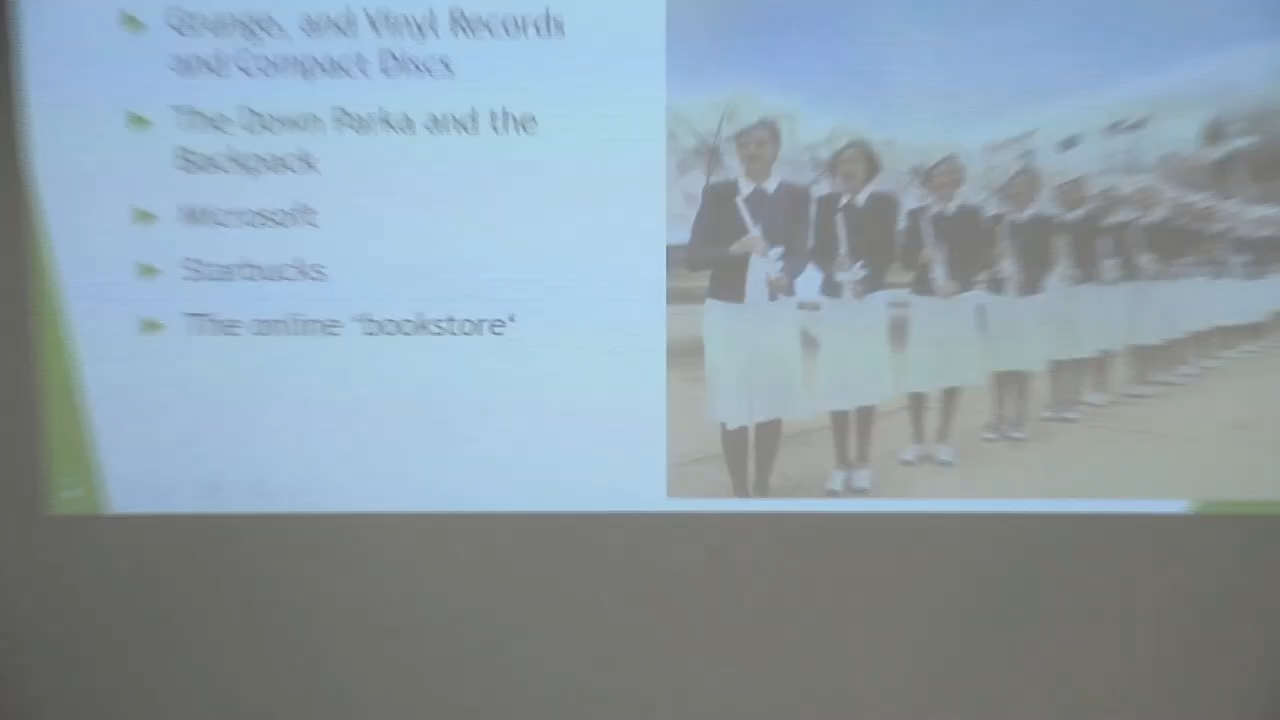 Grunge, and Vinyl Records
and Compact Discs
The Down Parka and the
Backpack
Microsoft
Starbucks
The online "bookstore"